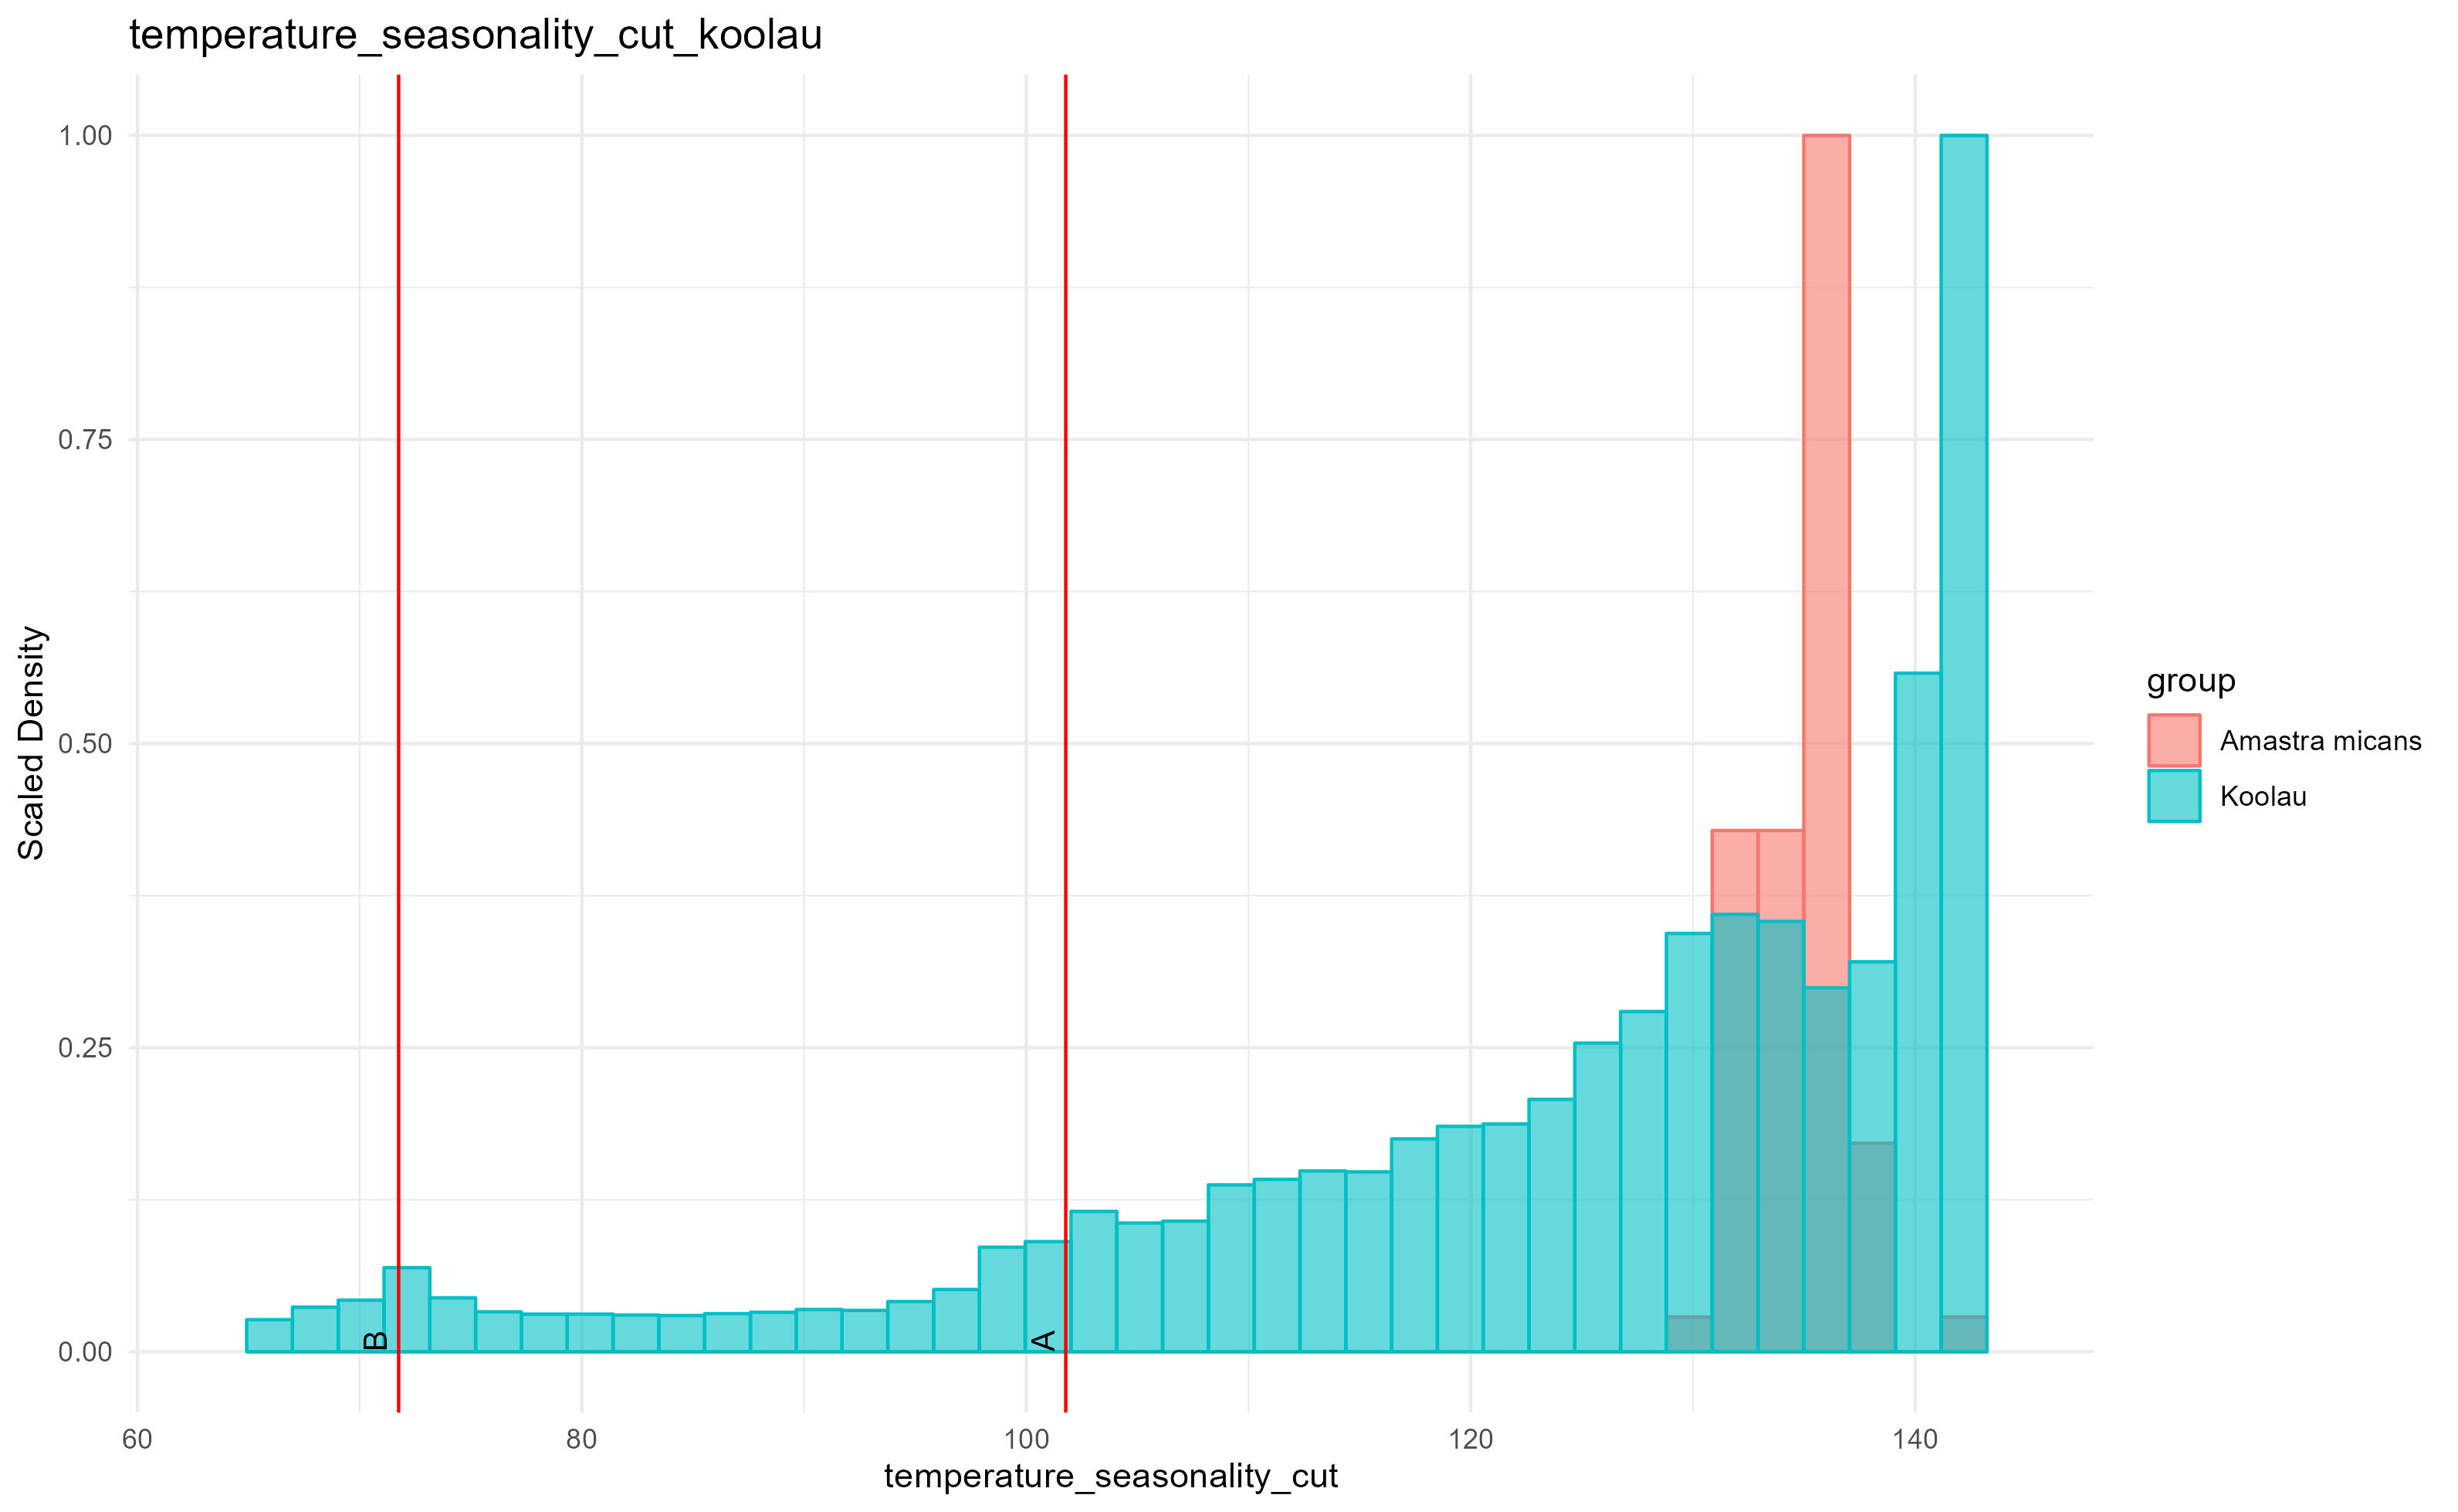 temperature_seasonality_cut_koolau
Scaled Density
1.00
0.75
0.50
0.25
0.00
B
A
60
80
100
120
140
temperature_seasonality_cut
group
Amastra micans
Koolau